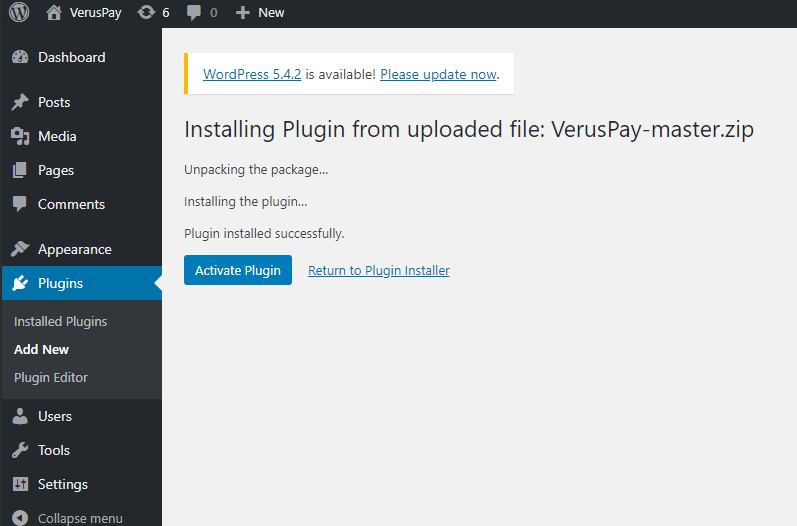 VerusPay 6 0 New
Dashboard
Posts
Media
Pages
Comments
Appearance
Plugins
Installed Plugins
Add New
Plugin Editor
Users
Tools
Settings
Collapse menu
WordPress 5.4.2 is available! Please update now.
Installing Plugin from uploaded file: VerusPay-master.zip
Unpacking the package…
Installing the plugin…
Plugin installed successfully.
Activate Plugin Return to Plugin Installer